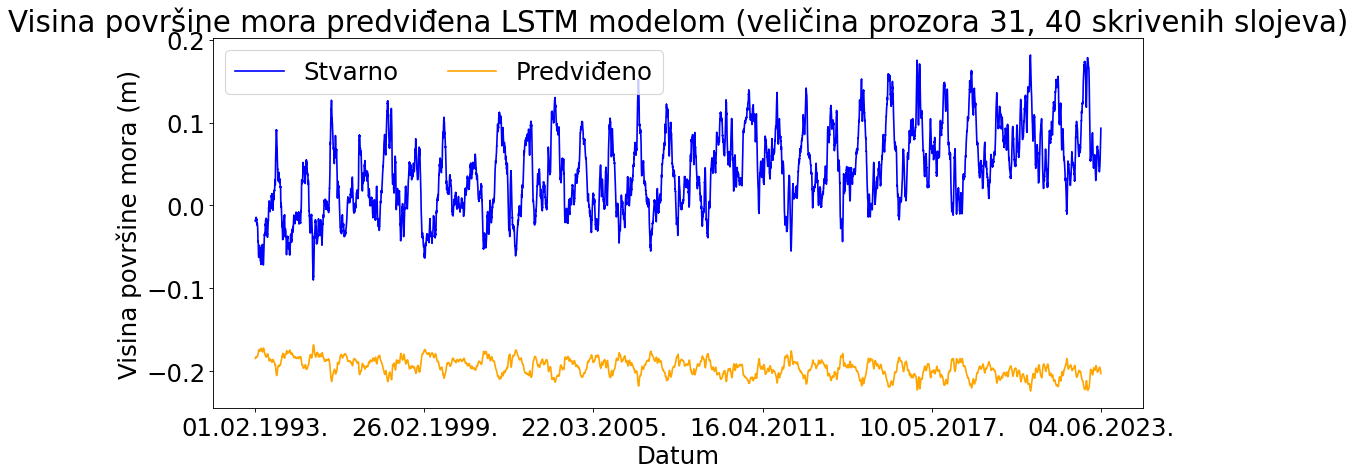 Visina površine mora predviđena LSTM modelom (veličina prozora 31, 40 skrivenih slojeva)
Stvarno Predviđeno
Visina površine mora (m)
0.2
0.1
0.0
−0.1
−0.2
01.02.1993. 26.02.1999. 22.03.2005. 16.04.2011. 10.05.2017. 04.06.2023.
Datum